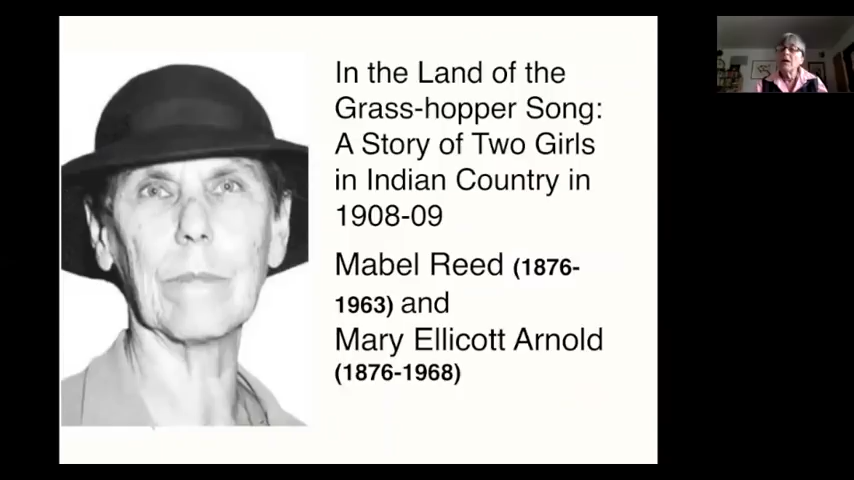 In the Land of the
Grass-hopper Song:
A Story of Two Girls
in Indian Country in
1908-09
Mabel Reed (1876-
1963) and
Mary Ellicott Arnold
(1876-1968)